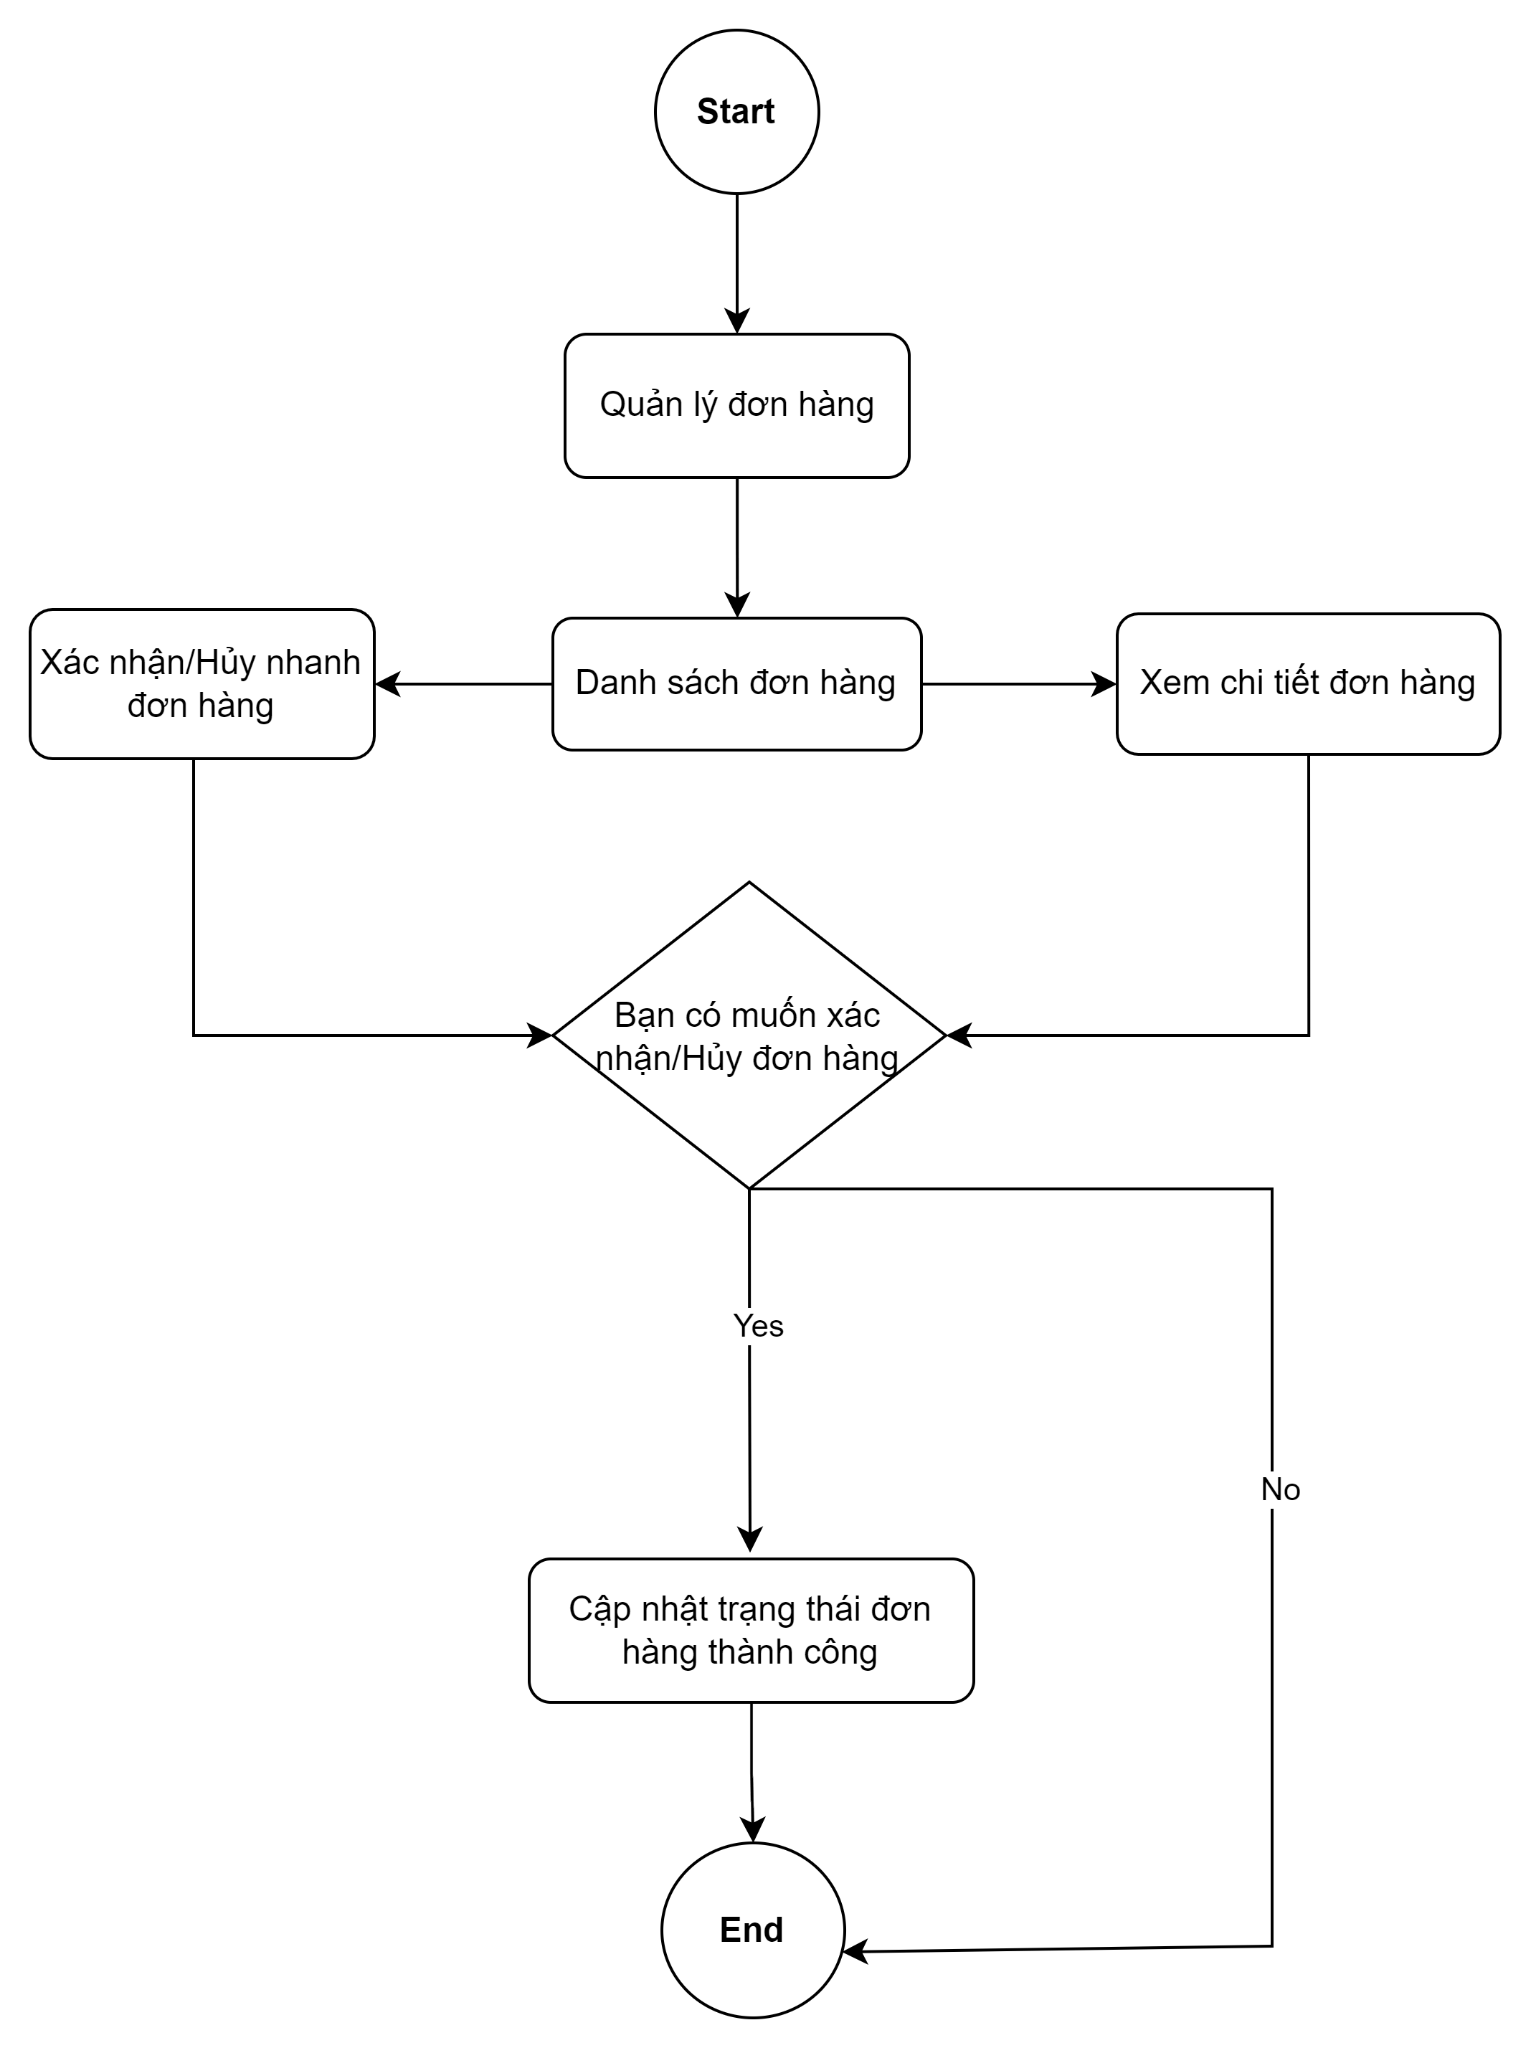 Start
Quản lý đơn hàng
Xác nhận/Hủy nhanh
đơn hàng
Danh sách đơn hàng
Xem chi tiết đơn hàng
Bạn có muốn xác
nhận/Hủy đơn hàng
Yes
No
Cập nhật trạng thái đơn
hàng thành công
End